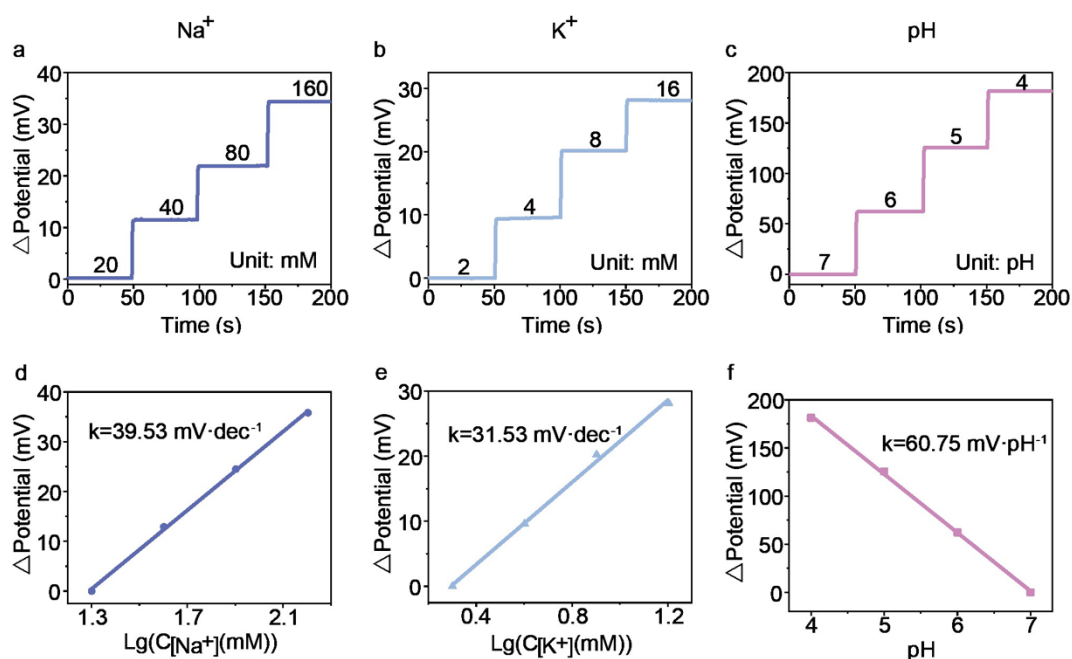 Na⁺
K⁺
pH
a
40
30
20
10
0
△Potential (mV)
20
40
80
160
Unit: mM
0 50 100 150 200
Time (s)
b
30
20
10
0
△Potential (mV)
2
4
8
16
Unit: mM
0 50 100 150 200
Time (s)
c
200
150
100
50
0
△Potential (mV)
7
6
5
4
Unit: pH
0 50 100 150 200
Time (s)
d
40
30
20
10
0
△Potential (mV)
k=39.53 mV·dec⁻¹
1.3 1.7 2.1
Lg(C[Na⁺](mM))
e
30
20
10
0
△Potential (mV)
k=31.53 mV·dec⁻¹
0.4 0.8 1.2
Lg(C[K⁺](mM))
f
200
150
100
50
0
△Potential (mV)
k=60.75 mV·pH⁻¹
4 5 6 7
pH